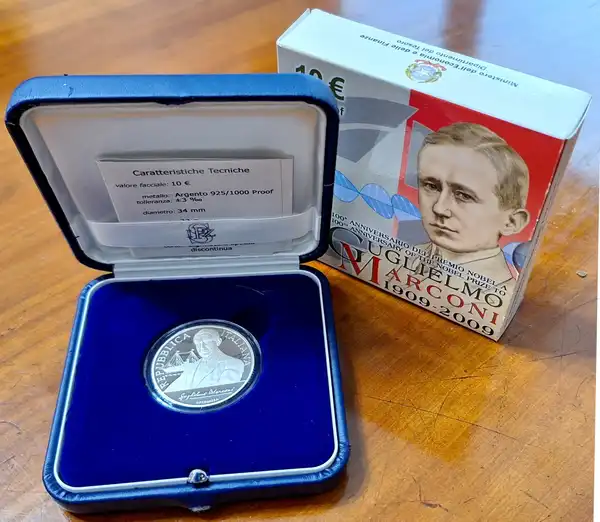 Ministero dell'Economia e delle Finanze
Dipartimento del Tesoro
10 €
100° ANNIVERSARIO DEL PREMIO NOBEL A
100th ANNIVERSARY OF THE NOBEL PRIZE TO
GUGLIELMO
MARCONI
1909-2009
Caratteristiche Tecniche
valore facciale: 10 €
metallo: Argento 925/1000 Proof
tolleranza: ±3 ‰
diametro: 34 mm
discontinua
REPUBBLICA ITALIANA
Guglielmo Marconi